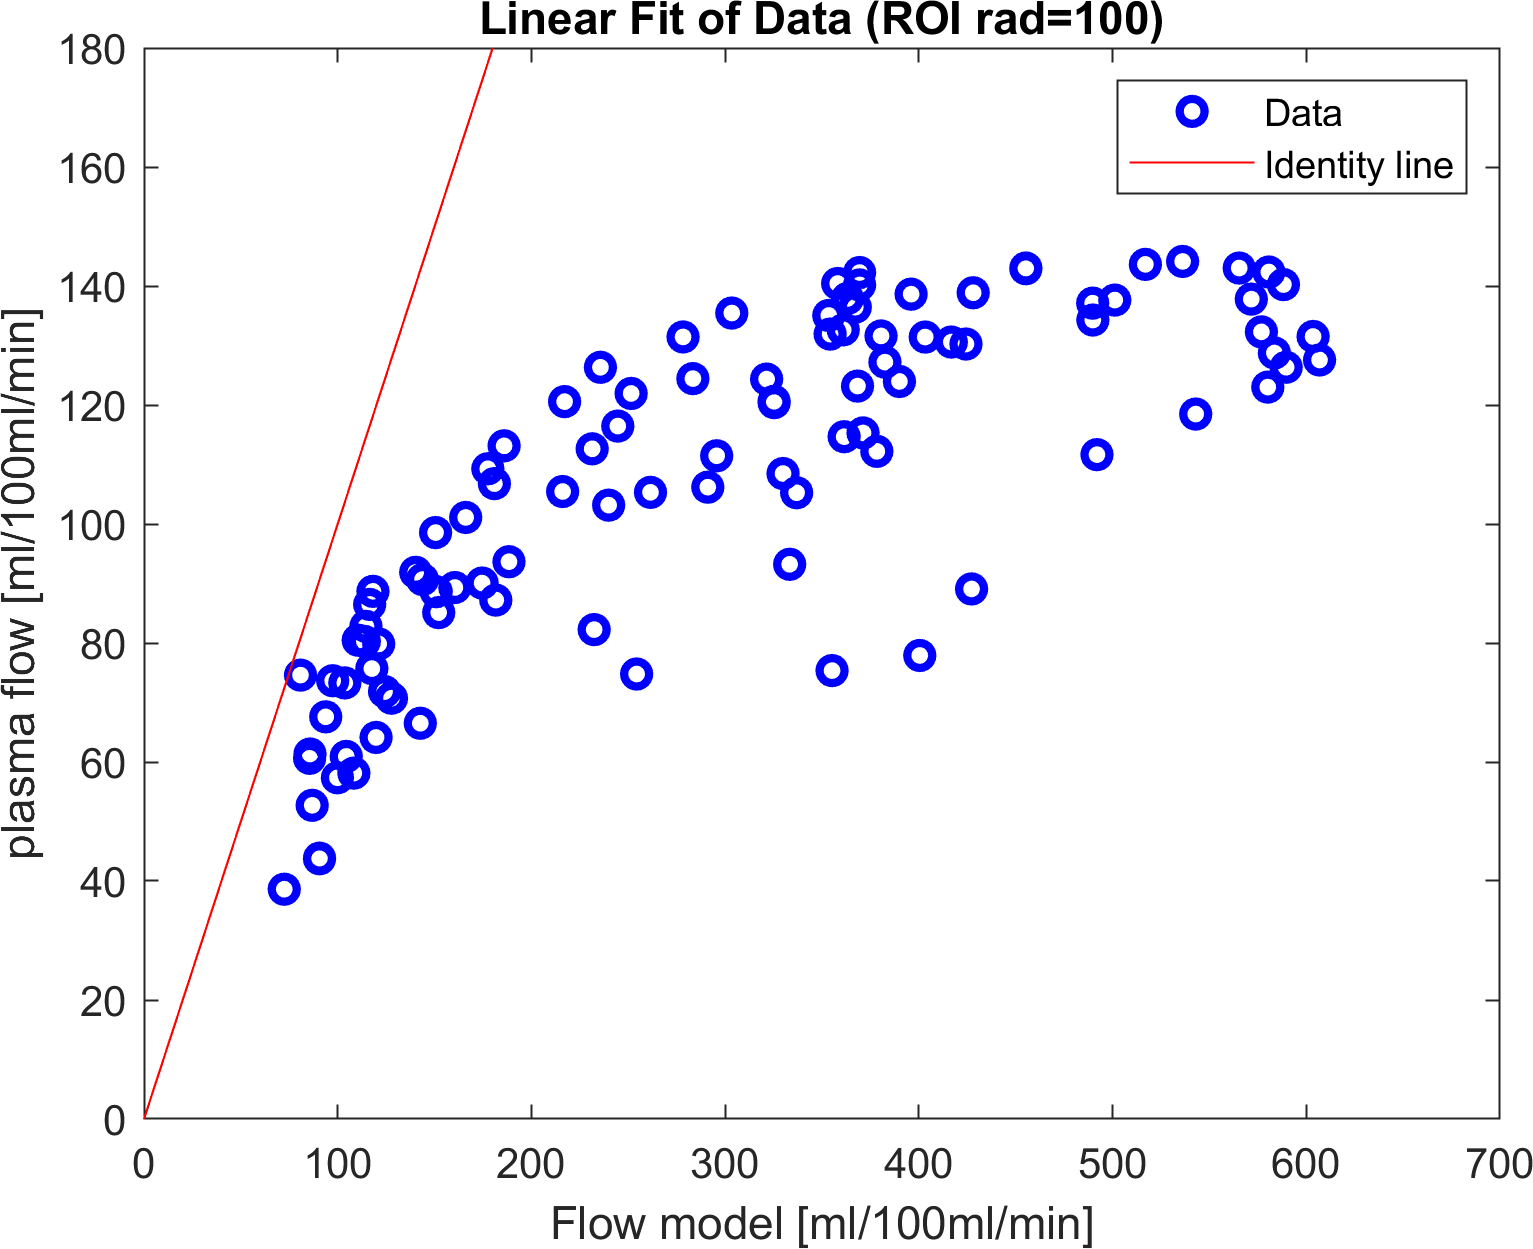 Linear Fit of Data (ROI rad=100)
180
160
140
120
100
80
60
40
20
0
plasma flow [ml/100ml/min]
Data
Identity line
0 100 200 300 400 500 600 700
Flow model [ml/100ml/min]